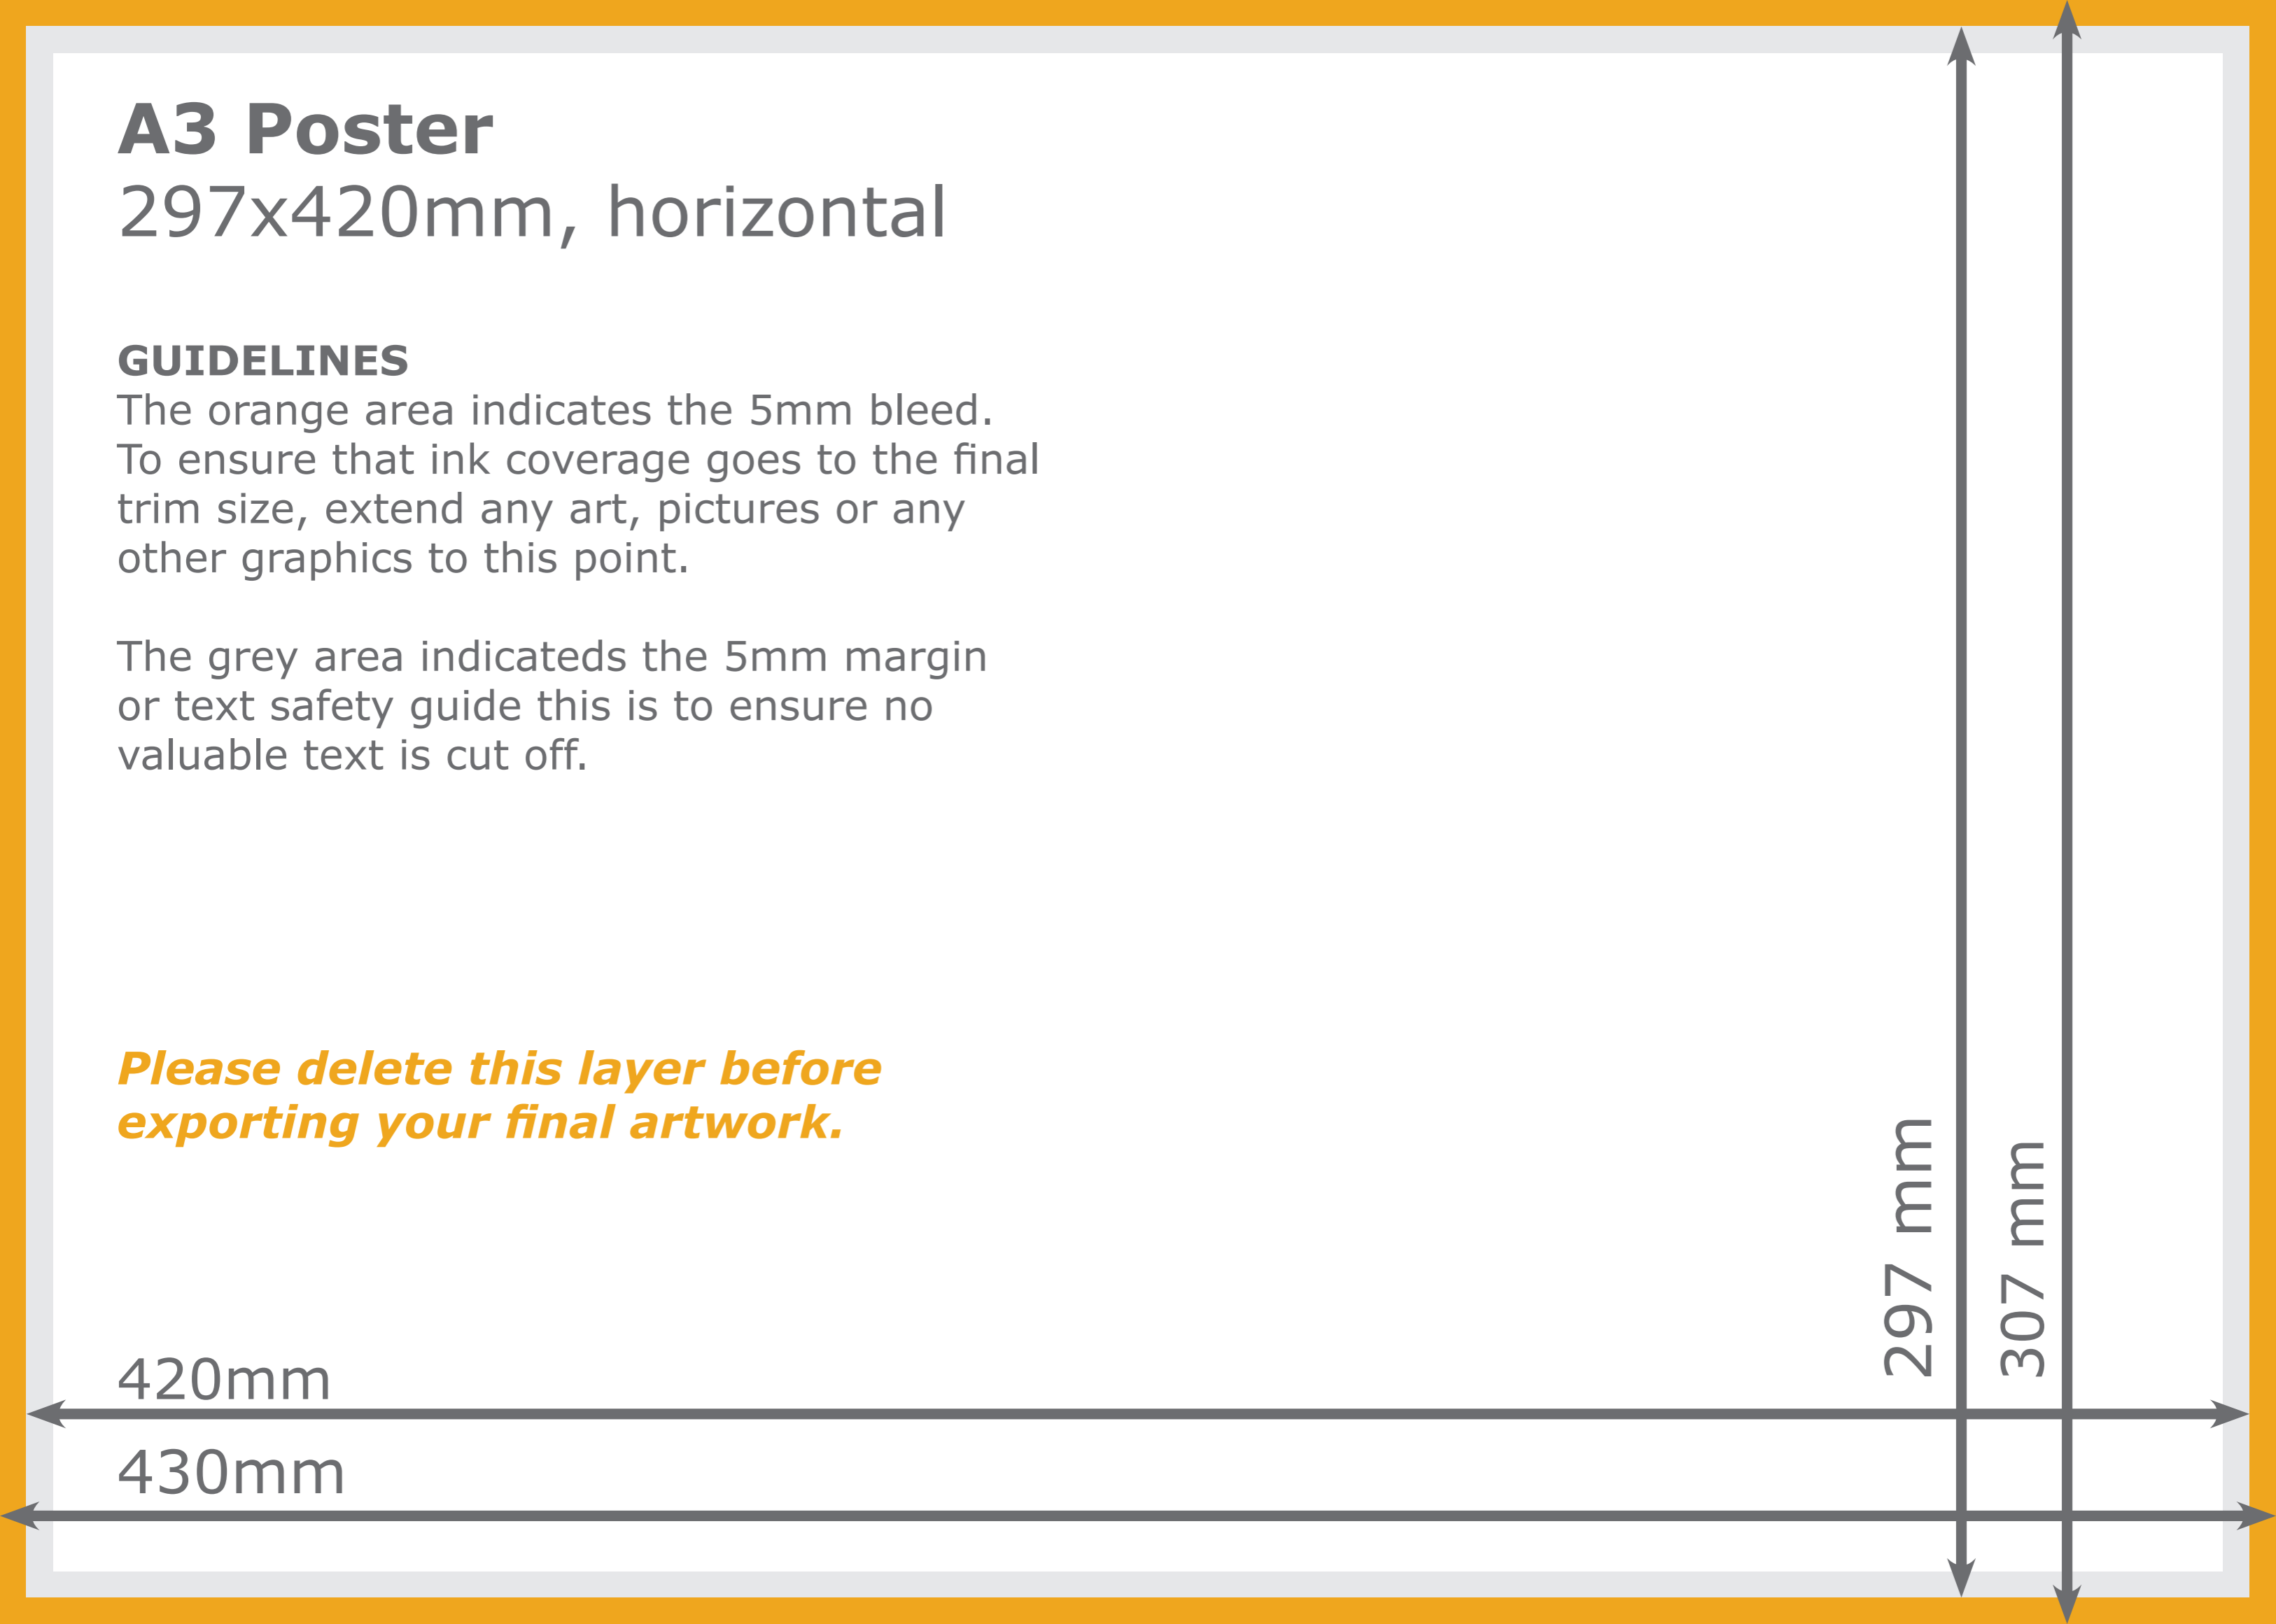 A3 Poster
297x420mm, horizontal
GUIDELINES
The orange area indicates the 5mm bleed.
To ensure that ink coverage goes to the final
trim size, extend any art, pictures or any
other graphics to this point.
The grey area indicateds the 5mm margin
or text safety guide this is to ensure no
valuable text is cut off.
Please delete this layer before
exporting your final artwork.
297 mm
307 mm
420mm
430mm